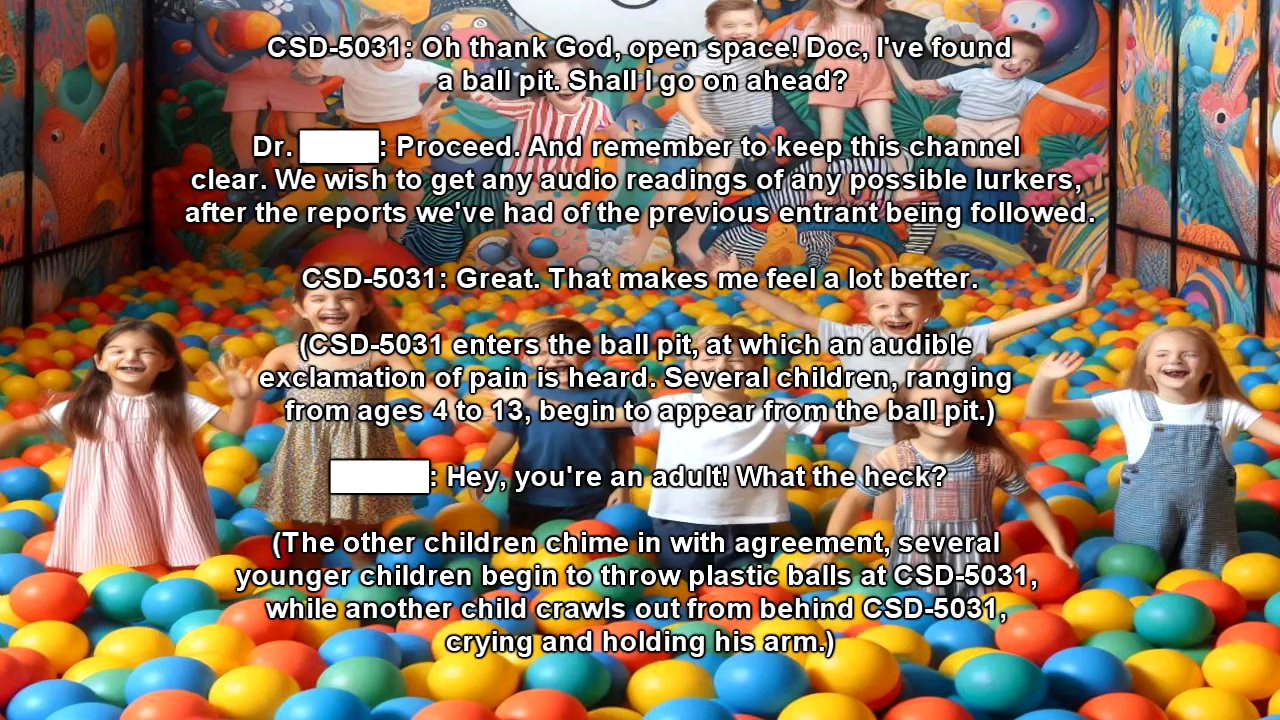 CSD-5031: Oh thank God, open space! Doc, I've found
a ball pit. Shall I go on ahead?
Dr. : Proceed. And remember to keep this channel
clear. We wish to get any audio readings of any possible lurkers,
after the reports we've had of the previous entrant being followed.
CSD-5031: Great. That makes me feel a lot better.
(CSD-5031 enters the ball pit, at which an audible
exclamation of pain is heard. Several children, ranging
from ages 4 to 13, begin to appear from the ball pit.)
: Hey, you're an adult! What the heck?
(The other children chime in with agreement, several
younger children begin to throw plastic balls at CSD-5031,
while another child crawls out from behind CSD-5031,
crying and holding his arm.)